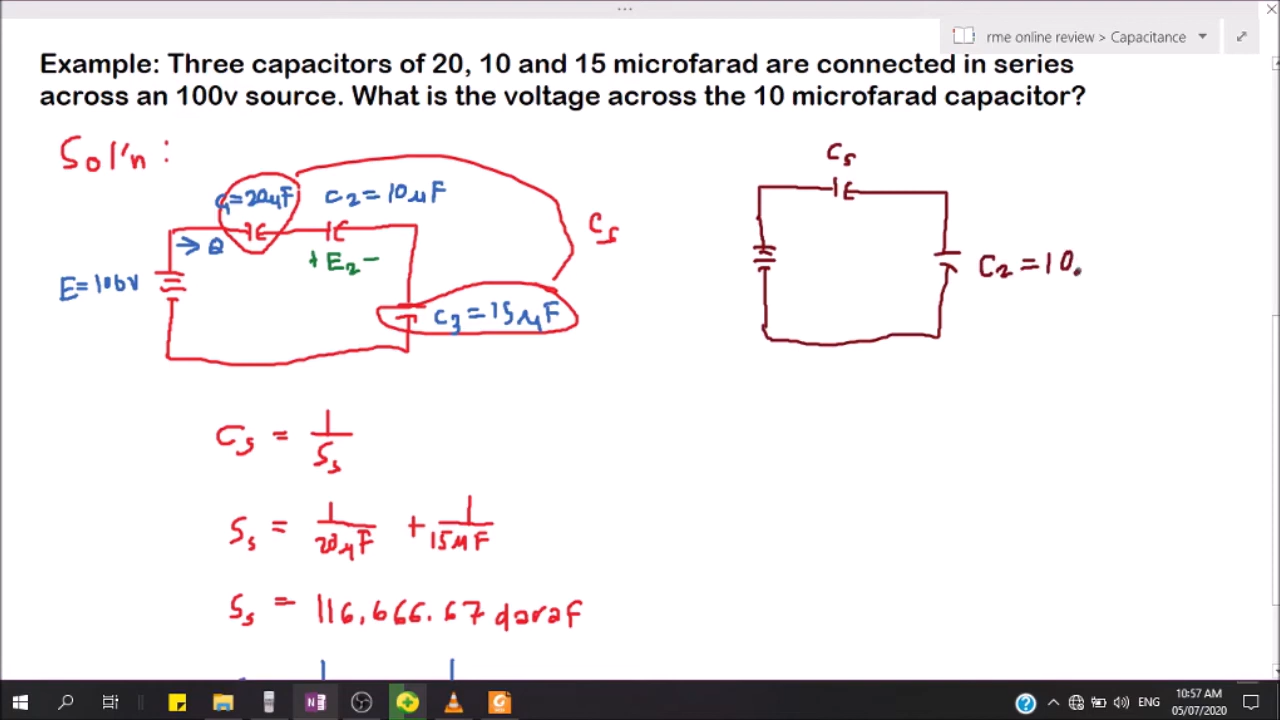 rme online review > Capacitance
Example: Three capacitors of 20, 10 and 15 microfarad are connected in series
across an 100v source. What is the voltage across the 10 microfarad capacitor?
Sol'n :
C1=20μF C2=10μF
→ Q
+ E2 -
E=100V
C3=15μF
Cs
Cs
C2=10.
Cs = 1/Ss
Ss = 1/20μF + 1/15μF
Ss = 116,666.67 daraf
ENG
10:57 AM
05/07/2020